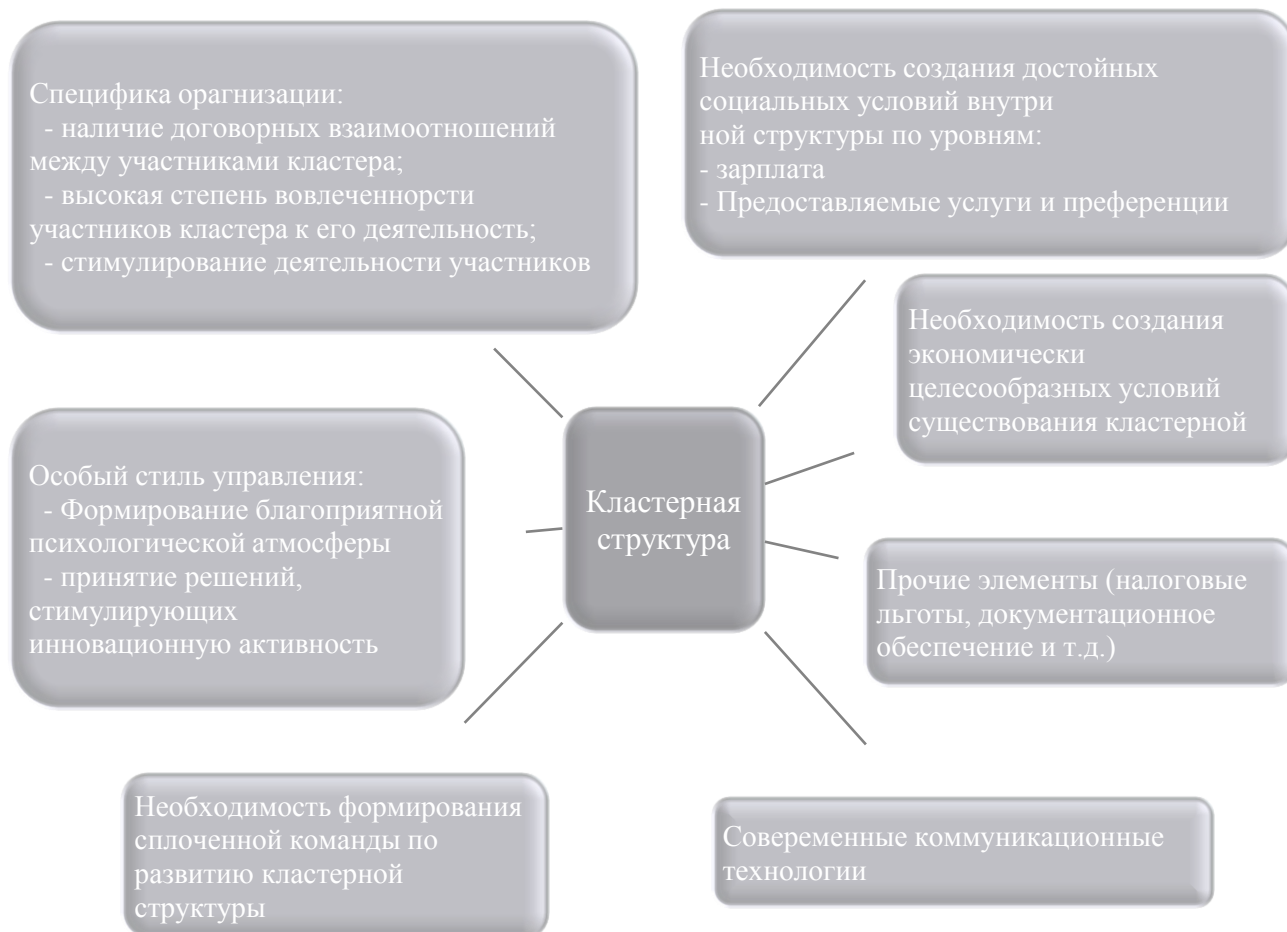 Специфика орагнизации:
- наличие договорных взаимоотношений
между участниками кластера;
- высокая степень вовлеченнорсти
участников кластера к его деятельность;
- стимулирование деятельности участников
Необходимость создания достойных
социальных условий внутри
ной структуры по уровням:
- зарплата
- Предоставляемые услуги и преференции
Необходимость создания
экономически
целесообразных условий
существования кластерной
Особый стиль управления:
- Формирование благоприятной
психологической атмосферы
- принятие решений,
стимулирующих
инновационную активность
Кластерная
структура
Прочие элементы (налоговые
льготы, документационное
обеспечение и т.д.)
Необходимость формирования
сплоченной команды по
развитию кластерной
структуры
Совеременные коммуникационные
технологии